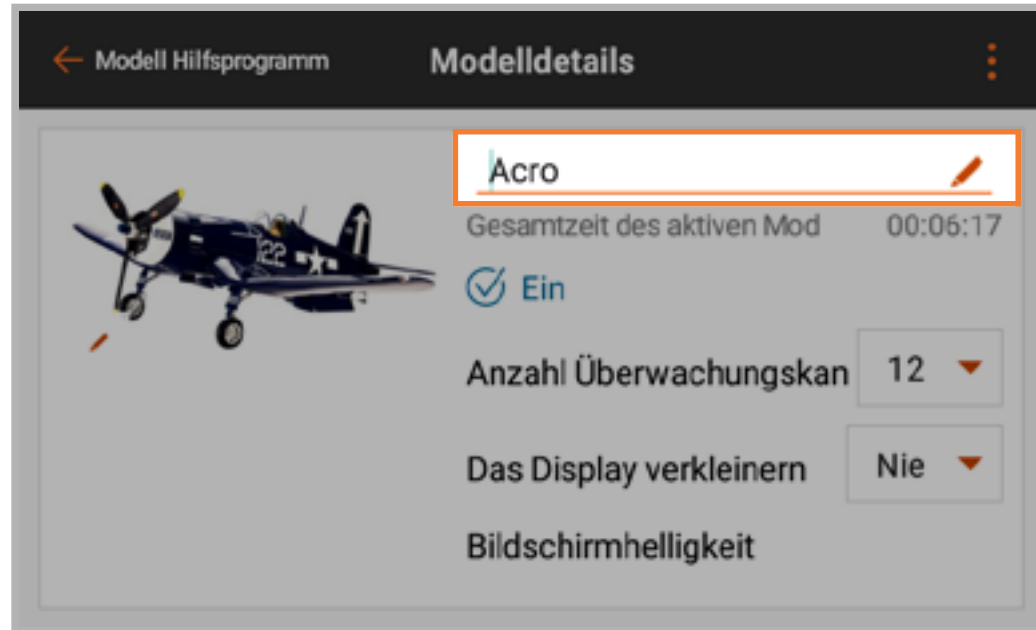 Modell Hilfsprogramm
Modelldetails
Acro
Gesamtzeit des aktiven Mod 00:06:17
Ein
Anzahl Überwachungskan 12
Das Display verkleinern Nie
Bildschirmhelligkeit
122